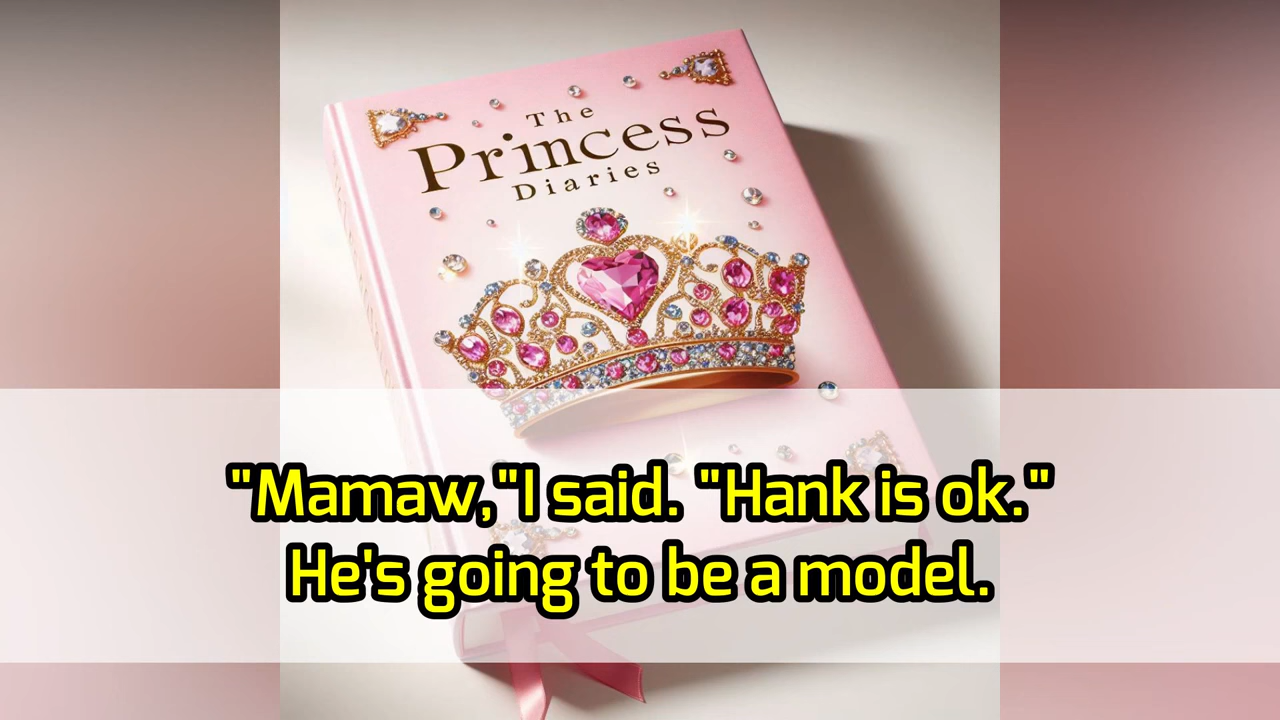 The
Princess
Diaries
"Mamaw,"I said. "Hank is ok."
He's going to be a model.